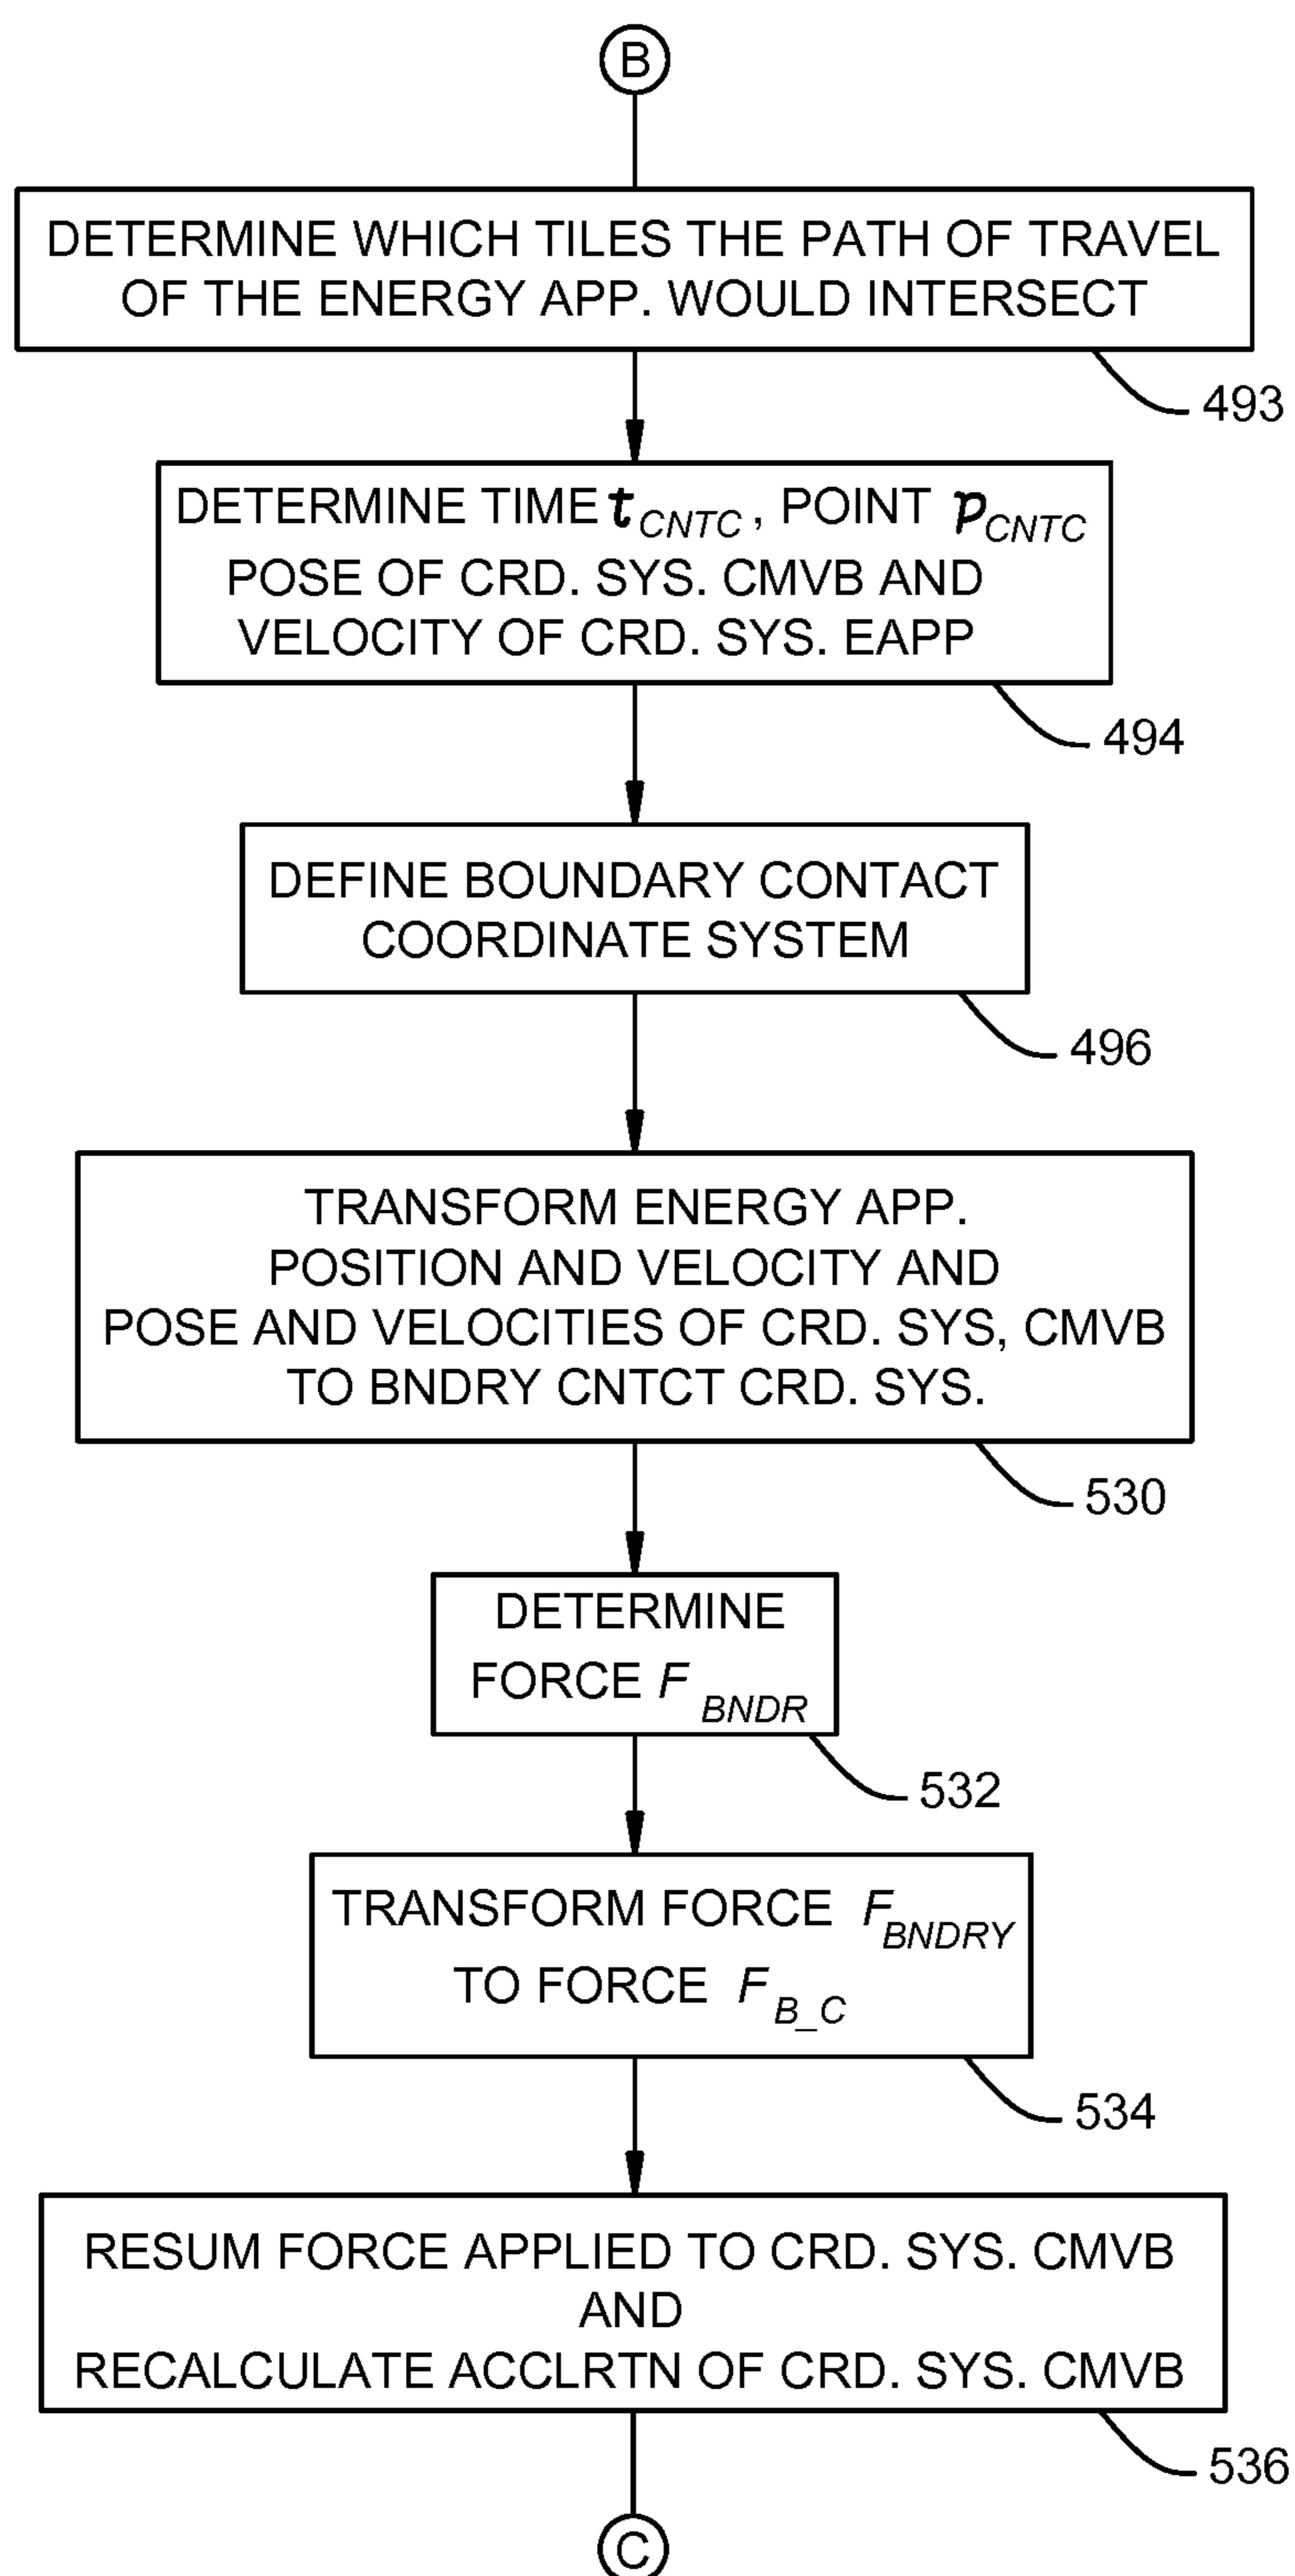 B
DETERMINE WHICH TILES THE PATH OF TRAVEL
OF THE ENERGY APP. WOULD INTERSECT
493
DETERMINE TIME t CNTC , POINT p CNTC
POSE OF CRD. SYS. CMVB AND
VELOCITY OF CRD. SYS. EAPP
494
DEFINE BOUNDARY CONTACT
COORDINATE SYSTEM
496
TRANSFORM ENERGY APP.
POSITION AND VELOCITY AND
POSE AND VELOCITIES OF CRD. SYS, CMVB
TO BNDRY CNTCT CRD. SYS.
530
DETERMINE
FORCE F BNDR
532
TRANSFORM FORCE F BNDRY
TO FORCE F B_C
534
RESUM FORCE APPLIED TO CRD. SYS. CMVB
AND
RECALCULATE ACCLRTN OF CRD. SYS. CMVB
536
C